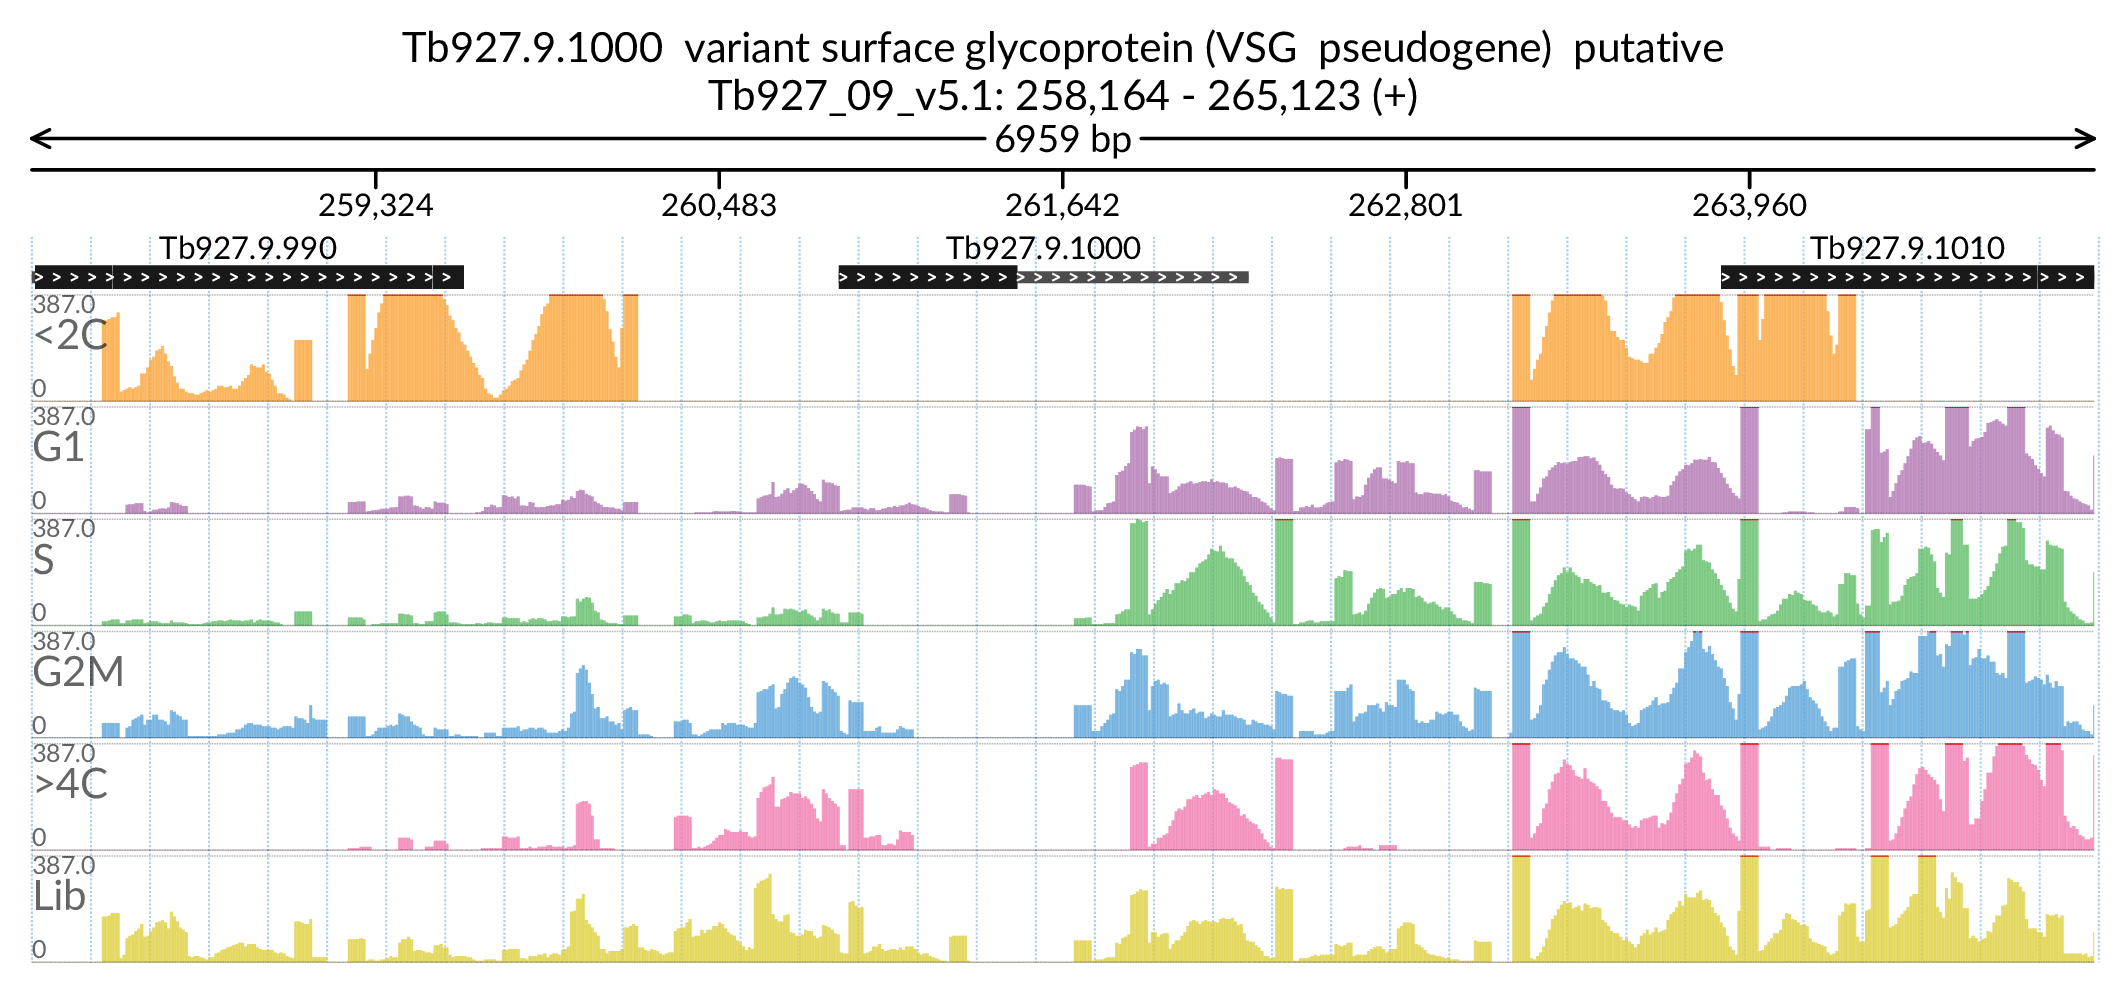 Tb927.9.1000 variant surface glycoprotein (VSG pseudogene) putative
Tb927_09_v5.1: 258,164 - 265,123 (+)
6959 bp
259,324 260,483 261,642 262,801 263,960
Tb927.9.990 Tb927.9.1000 Tb927.9.1010
387.0
<2C
0
387.0
G1
0
387.0
S
0
387.0
G2M
0
387.0
>4C
0
387.0
Lib
0